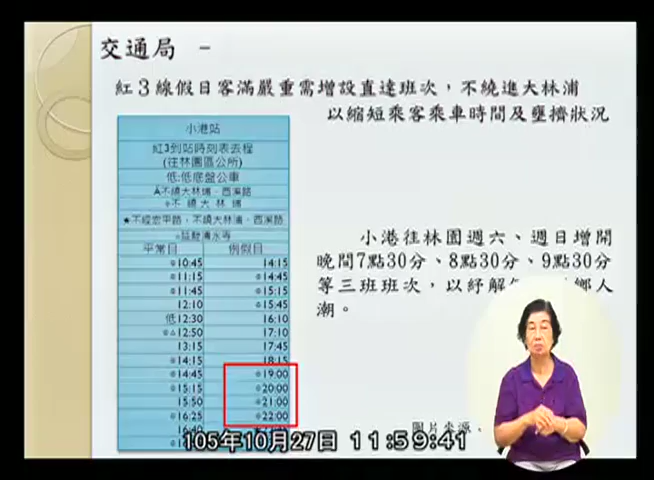 交通局 －
紅3線假日客滿嚴重需增設直達班次，不繞進大林浦
以縮短乘客乘車時間及壅擠狀況
小港站
紅3到站時刻表去程
(往林園區公所)
低:低底盤公車
不繞大林埔、西溪路
不繞大林埔
★不經宏平路，不繞大林浦、西溪路
平常日 例假日
10:45 14:15
11:15 14:45
11:45 15:15
12:10 15:45
低12:30 16:10
12:50 17:10
13:15 17:45
14:15 18:15
14:45 19:00
15:15 20:00
15:50 21:00
16:25 22:00
小港往林園週六、週日增開
晚間7點30分、8點30分、9點30分
等三班班次，以紓解
鄉人
潮。
圖片來源
105年10月27日 11:59:41